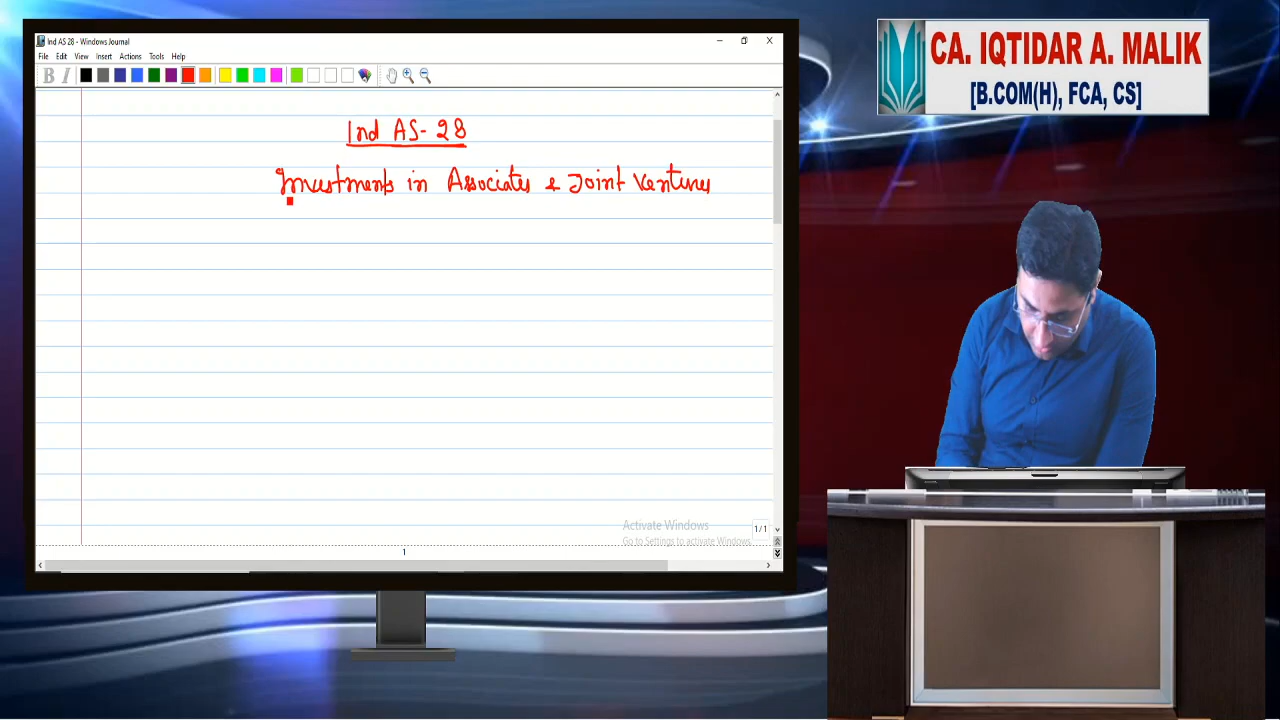 Ind AS 28 - Windows Journal
File Edit View Insert Actions Tools Help
B I
Ind AS- 28
Investments in Associates & Joint Ventures
Activate Windows
Go to Settings to activate Windows.
1/1
1
CA. IQTIDAR A. MALIK
[B.COM(H), FCA, CS]